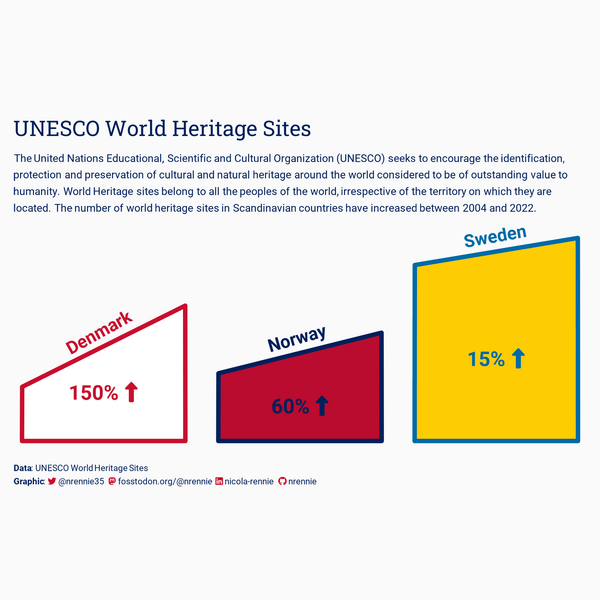 UNESCO World Heritage Sites
The United Nations Educational, Scientific and Cultural Organization (UNESCO) seeks to encourage the identification,
protection and preservation of cultural and natural heritage around the world considered to be of outstanding value to
humanity. World Heritage sites belong to all the peoples of the world, irrespective of the territory on which they are
located. The number of world heritage sites in Scandinavian countries have increased between 2004 and 2022.
Denmark
Norway
Sweden
150%
60%
15%
Data: UNESCO World Heritage Sites
Graphic: @nrennie35 fosstodon.org/@nrennie nicola-rennie nrennie